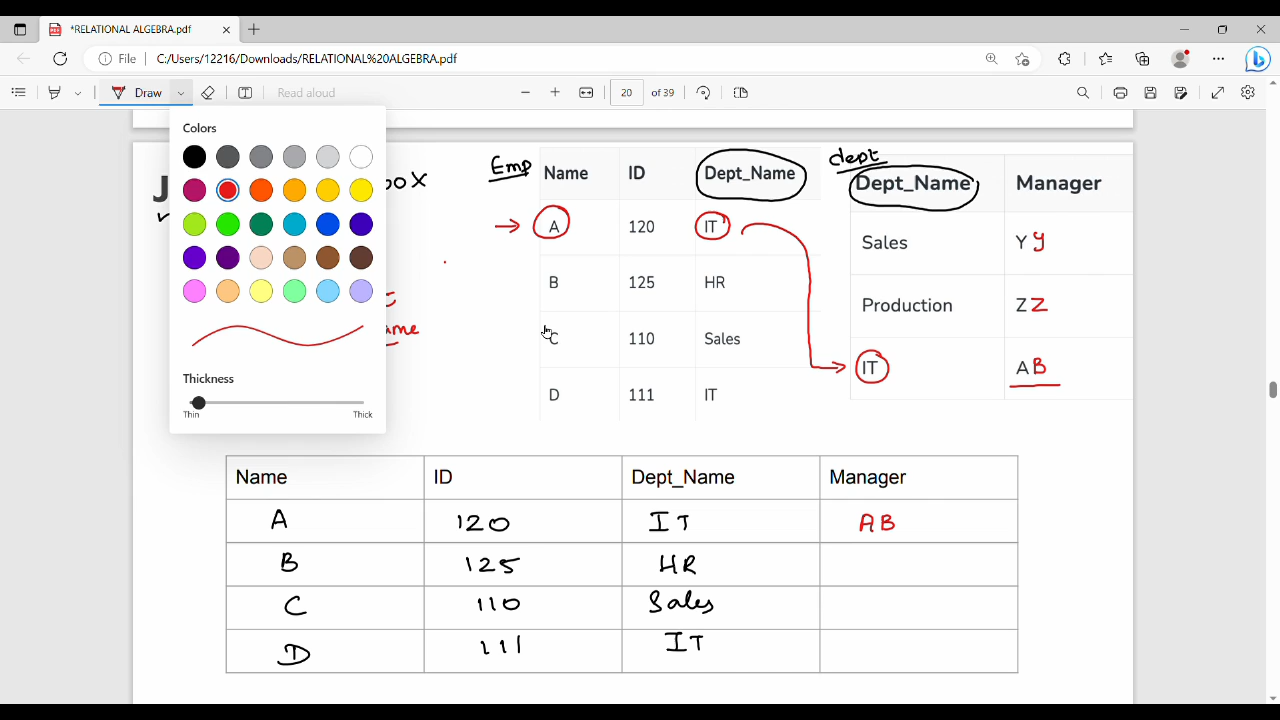 *RELATIONAL ALGEBRA.pdf
File C:/Users/12216/Downloads/RELATIONAL%20ALGEBRA.pdf
Draw Read aloud 20 of 39
Colors
Thickness
Thin Thick
J
Emp
Name ID Dept_Name
A 120 IT
B 125 HR
C 110 Sales
D 111 IT
dept
Dept_Name Manager
Sales Y y
Production Z Z
IT A B
Name ID Dept_Name Manager
A 120 IT AB
B 125 HR
C 110 Sales
D 111 IT